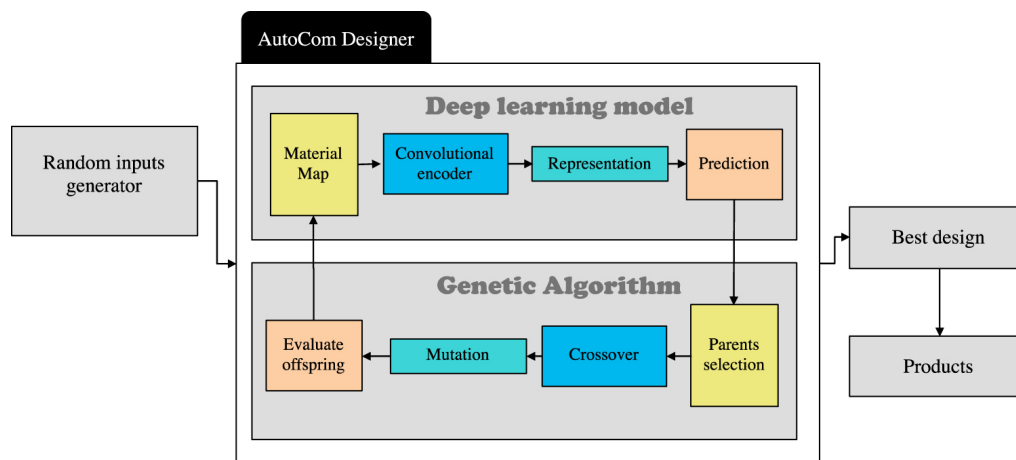 AutoCom Designer
Deep learning model
Random inputs
generator
Material
Map
Convolutional
encoder
Representation
Prediction
Best design
Genetic Algorithm
Evaluate
offspring
Mutation
Crossover
Parents
selection
Products